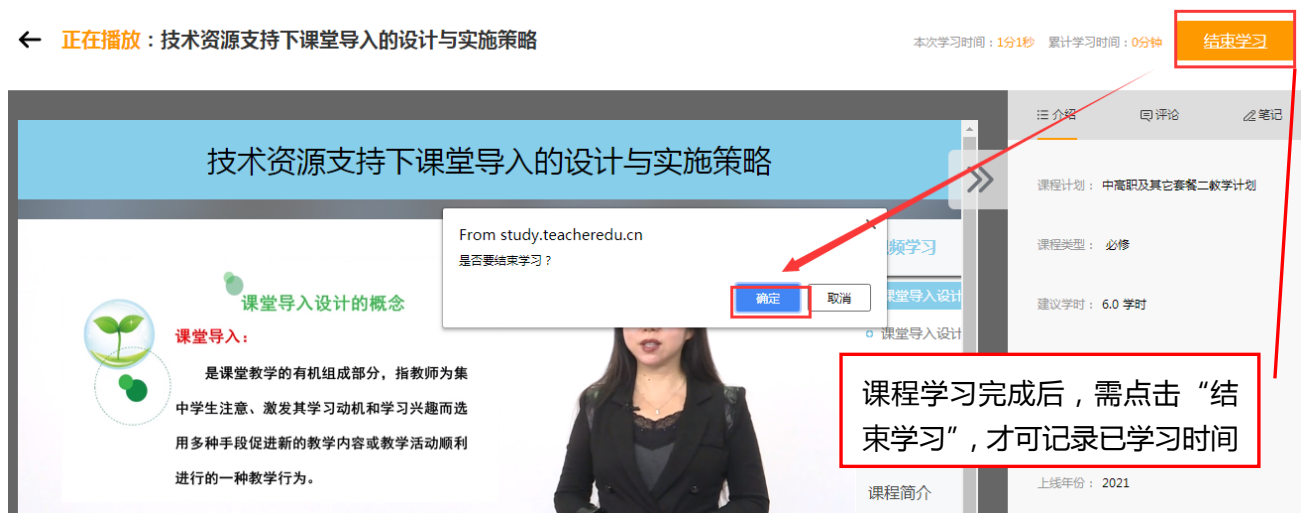 正在播放：技术资源支持下课堂导入的设计与实施策略
本次学习时间：1分1秒 累计学习时间：0分钟
结束学习
介绍 评论 笔记
技术资源支持下课堂导入的设计与实施策略
课程计划： 中高职及其它套餐二教学计划
From study.teacheredu.cn
是否要结束学习？
确定 取消
频学习
课程类型： 必修
课堂导入设计的概念
课堂导入设计
建议学时： 6.0 学时
课堂导入：
课堂导入设计
是课堂教学的有机组成部分，指教师为集
中学生注意、激发其学习动机和学习兴趣而选
用多种手段促进新的教学内容或教学活动顺利
进行的一种教学行为。
课程学习完成后，需点击“结
束学习”，才可记录已学习时间
课程简介
上线年份： 2021